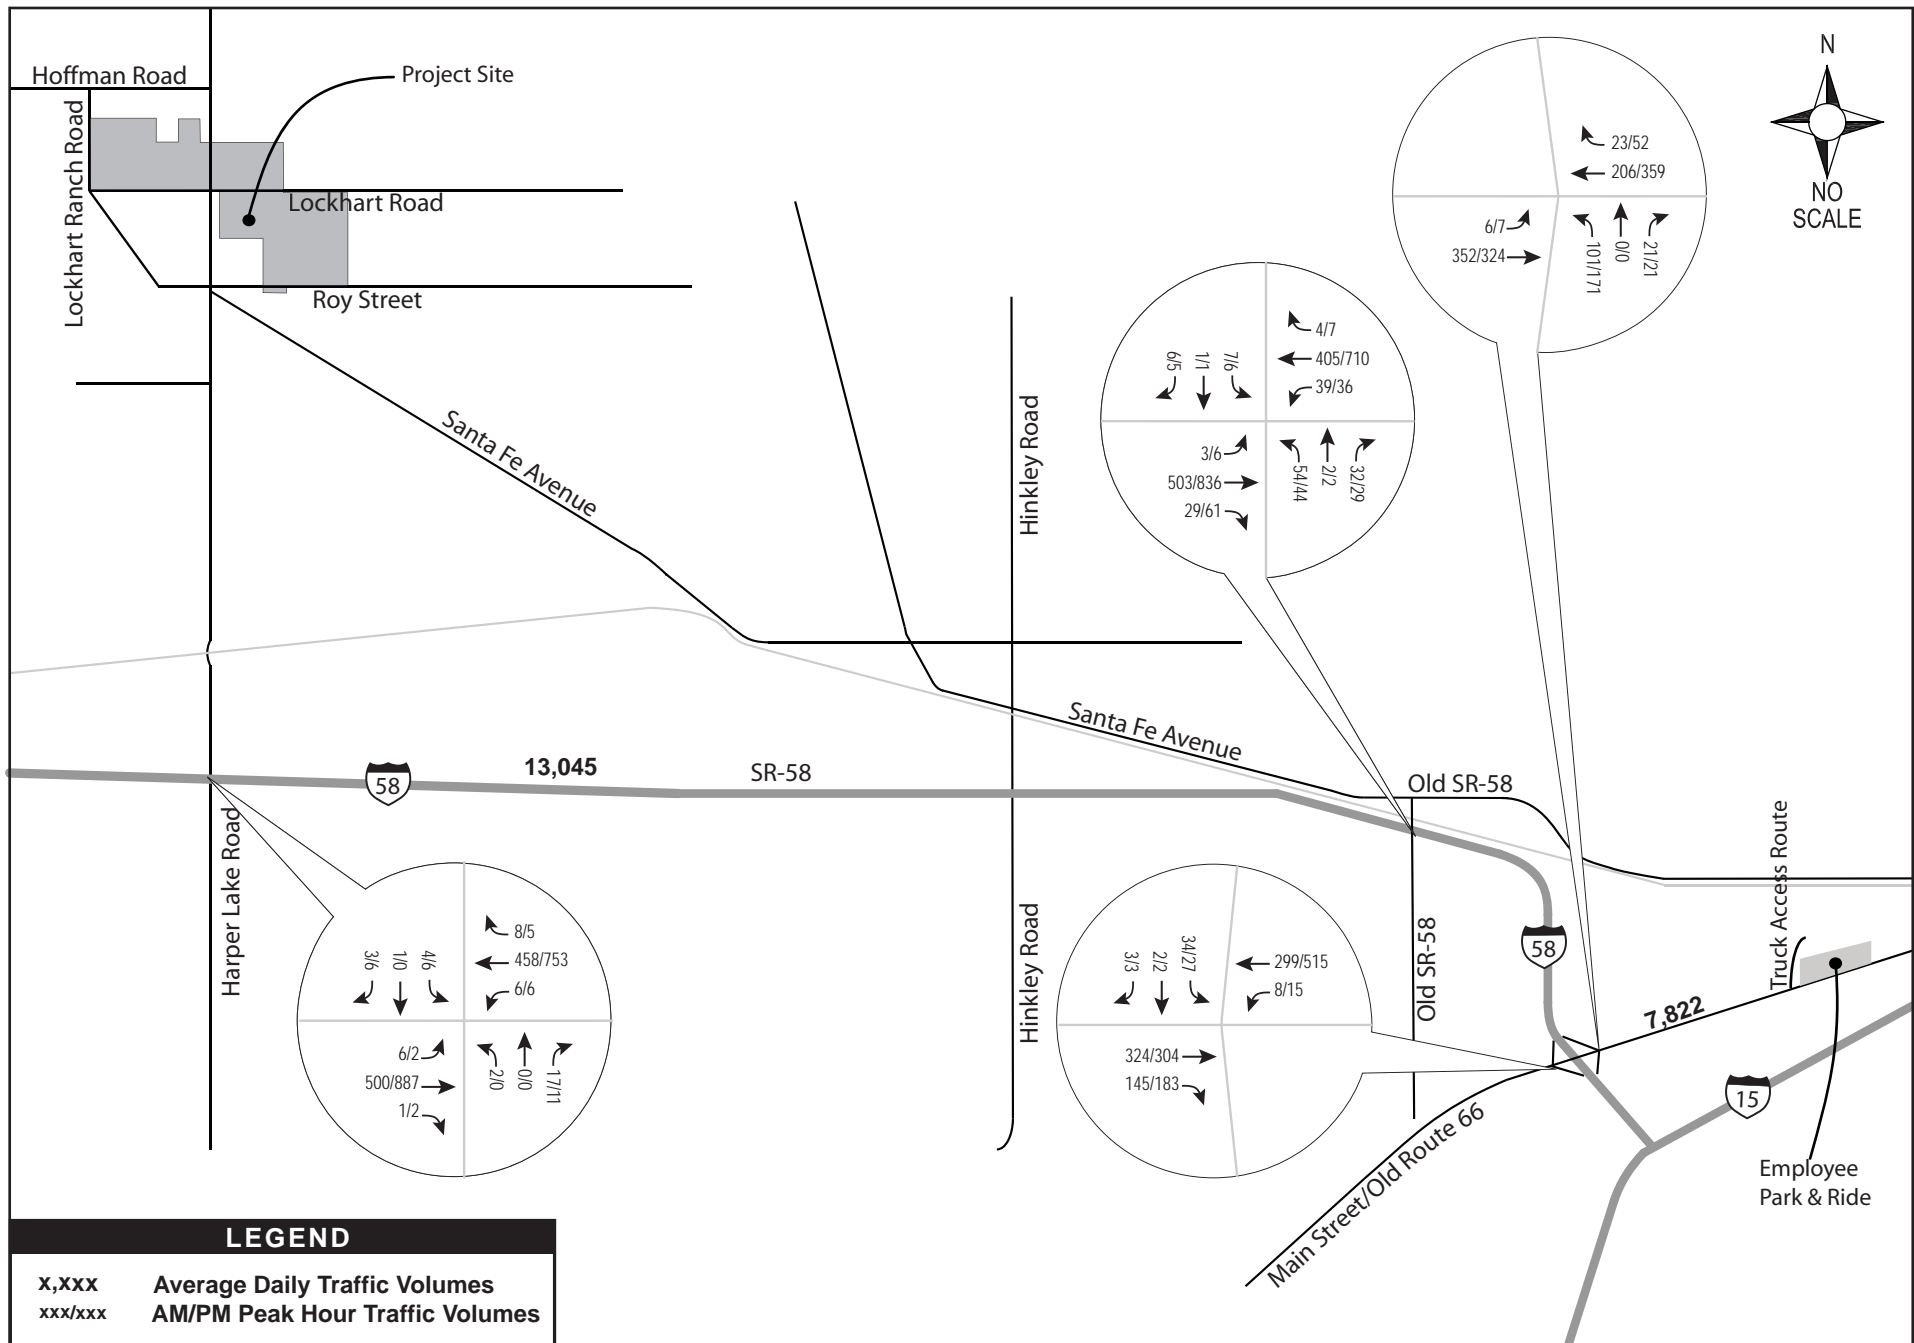 Hoffman Road
Project Site
Lockhart Ranch Road
Lockhart Road
Roy Street
N
NO
SCALE
23/52
206/359
6/7
352/324
101/171
0/0
21/21
6/5
1/1
7/6
4/7
405/710
39/36
3/6
503/836
29/61
54/44
2/2
32/29
Santa Fe Avenue
Hinkley Road
Santa Fe Avenue
58
13,045
SR-58
Old SR-58
Harper Lake Road
3/6
1/0
4/6
8/5
458/753
6/6
6/2
500/887
1/2
2/0
0/0
17/11
Hinkley Road
3/3
2/2
34/27
299/515
8/15
324/304
145/183
Old SR-58
58
Truck Access Route
7,822
15
Main Street/Old Route 66
Employee
Park & Ride
LEGEND
x,xxx Average Daily Traffic Volumes
xxx/xxx AM/PM Peak Hour Traffic Volumes